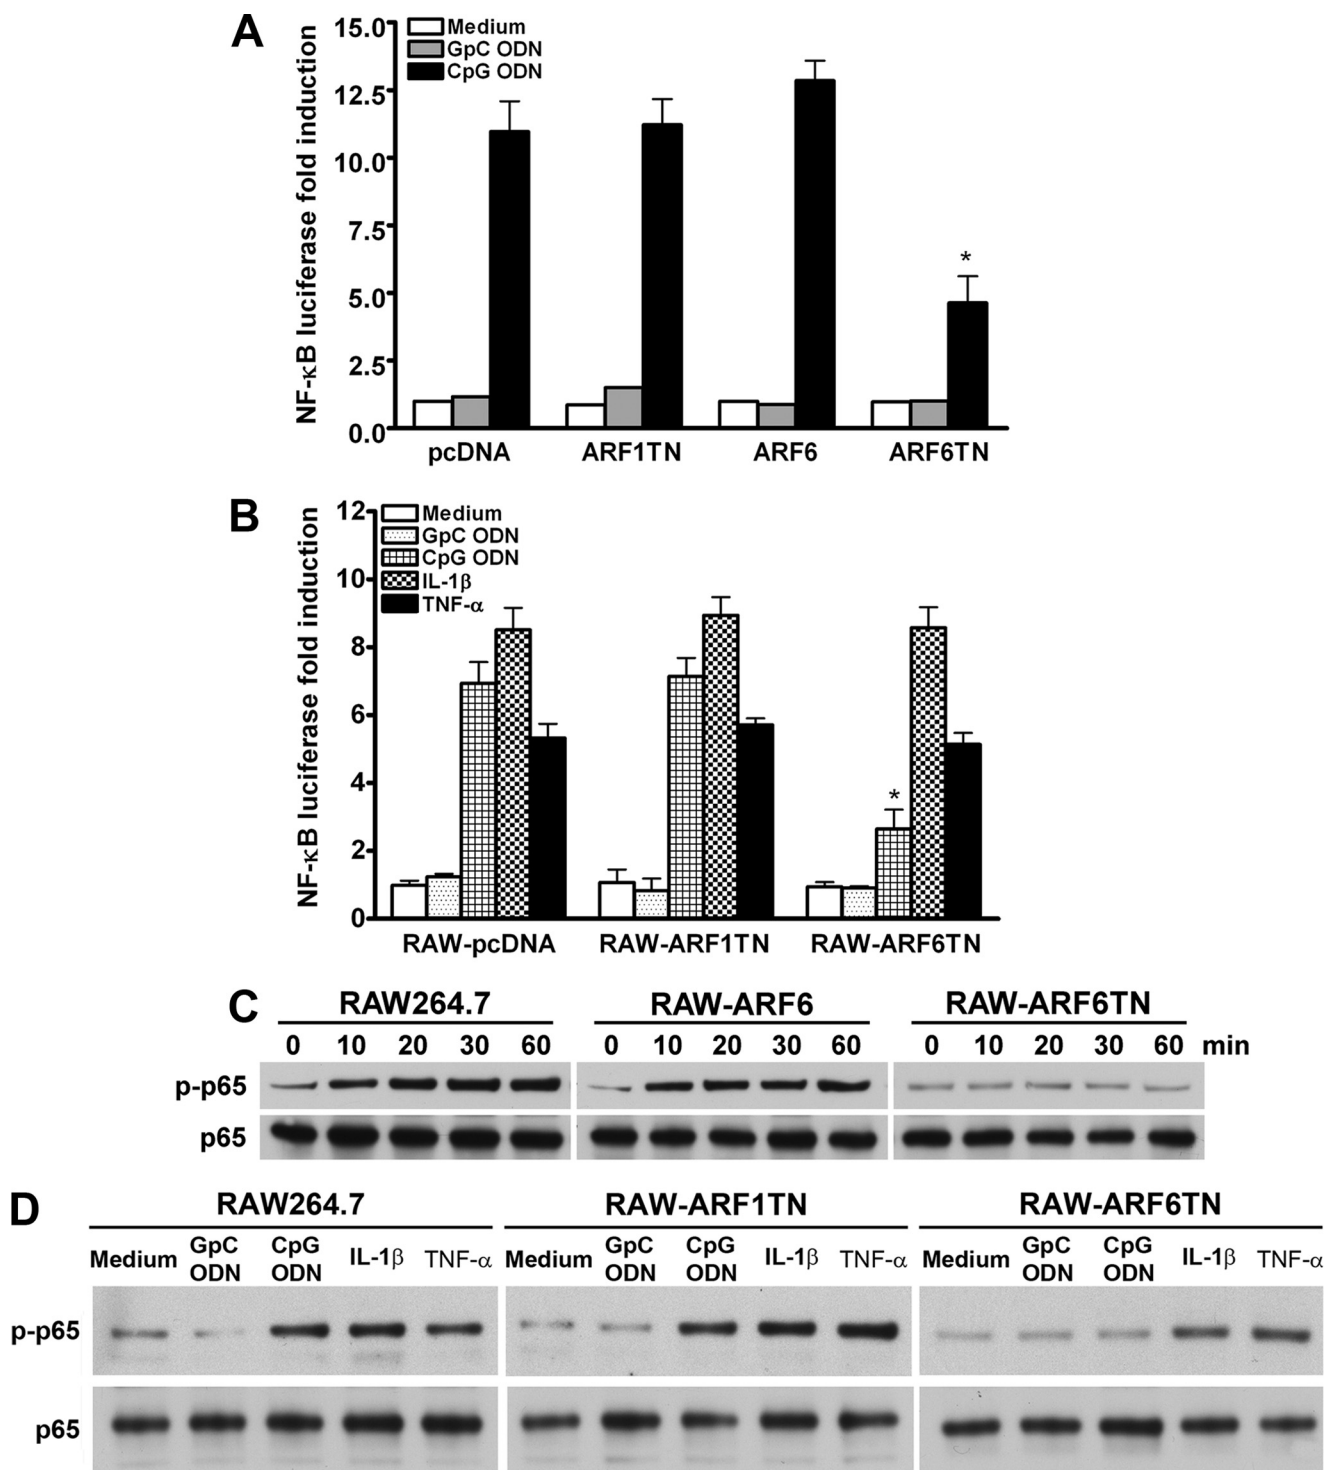 A
NF-κB luciferase fold induction
15.0
12.5
10.0
7.5
5.0
2.5
0.0
Medium
GpC ODN
CpG ODN
*
pcDNA ARF1TN ARF6 ARF6TN
B
NF-κB luciferase fold induction
12
10
8
6
4
2
0
Medium
GpC ODN
CpG ODN
IL-1β
TNF-α
*
RAW-pcDNA RAW-ARF1TN RAW-ARF6TN
C
RAW264.7 RAW-ARF6 RAW-ARF6TN
0 10 20 30 60 0 10 20 30 60 0 10 20 30 60 min
p-p65
p65
D
RAW264.7 RAW-ARF1TN RAW-ARF6TN
Medium GpC ODN CpG ODN IL-1β TNF-α Medium GpC ODN CpG ODN IL-1β TNF-α Medium GpC ODN CpG ODN IL-1β TNF-α
p-p65
p65